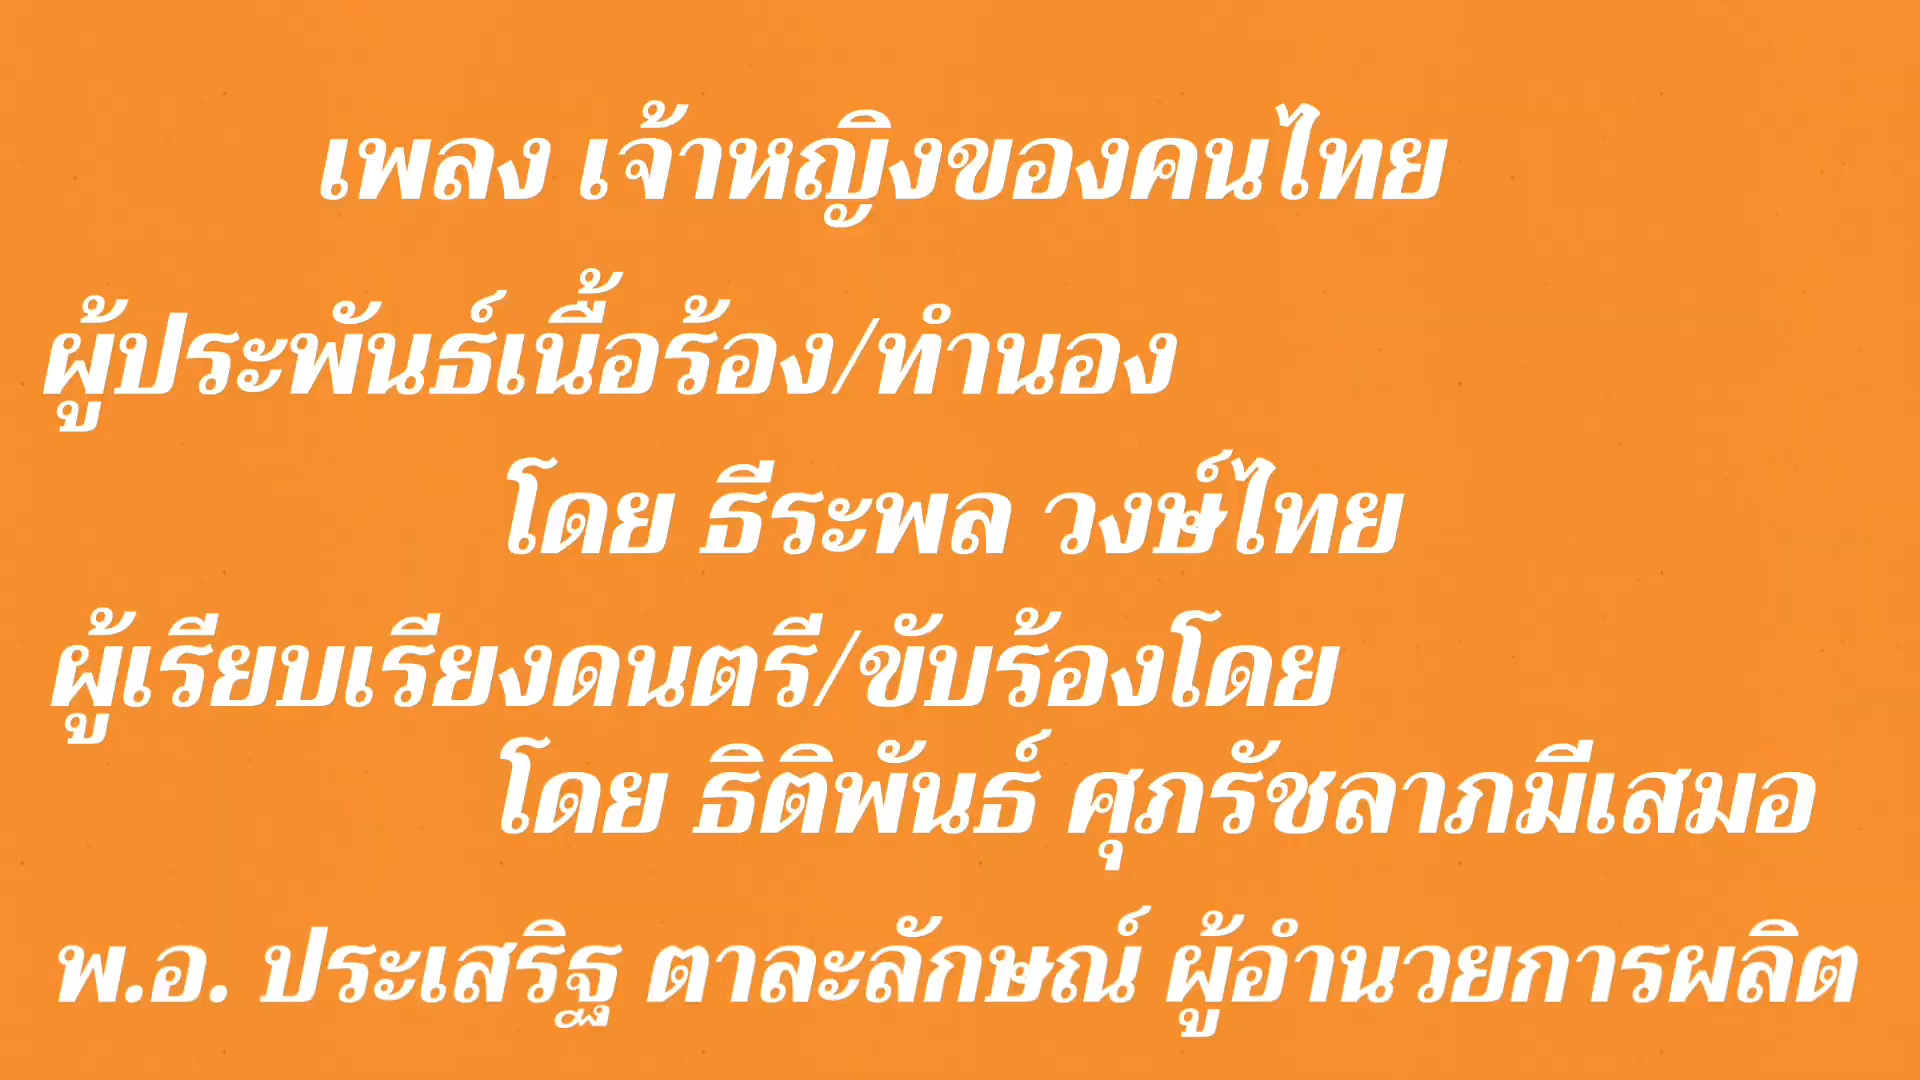 เพลง เจ้าหญิงของคนไทย
ผู้ประพันธ์เนื้อร้อง/ทำนอง
โดย ธีระพล วงษ์ไทย
ผู้เรียบเรียงดนตรี/ขับร้องโดย
โดย ธิติพันธ์ ศุภรัชลาภมีเสมอ
พ.อ. ประเสริฐ ตาละลักษณ์ ผู้อำนวยการผลิต